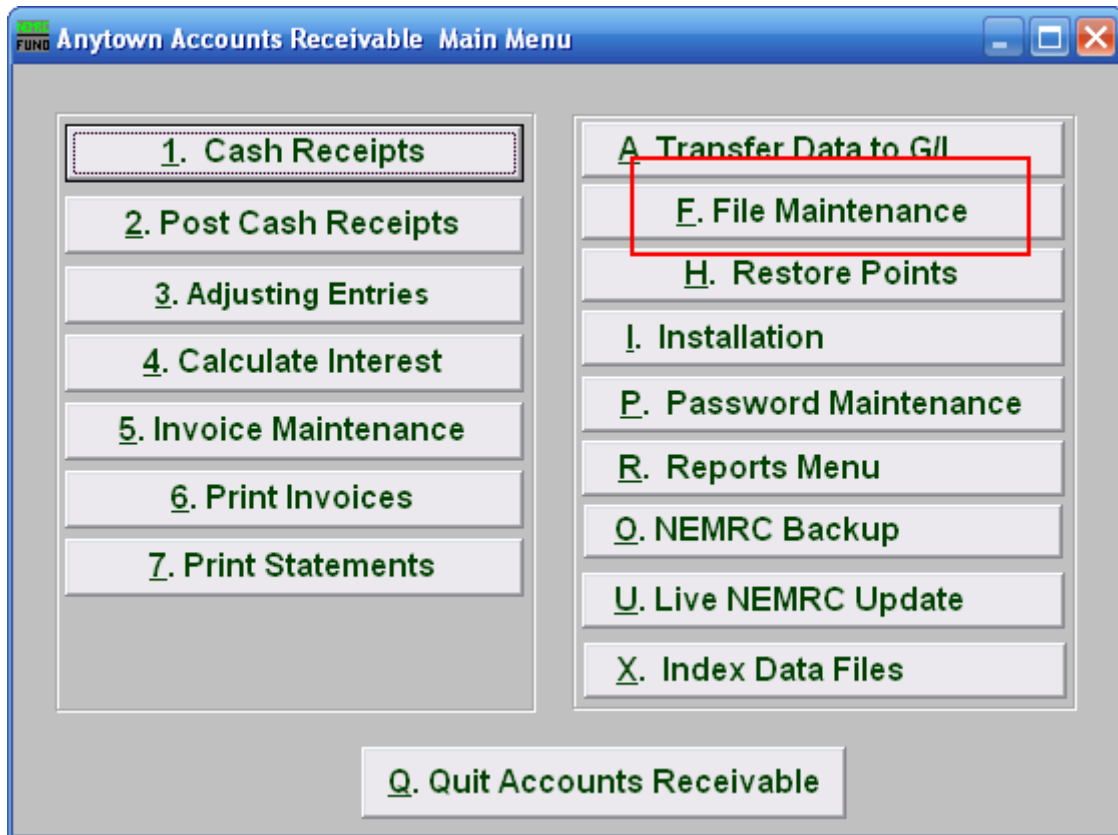 NEMRC
FUND Anytown Accounts Receivable Main Menu
1. Cash Receipts
2. Post Cash Receipts
3. Adjusting Entries
4. Calculate Interest
5. Invoice Maintenance
6. Print Invoices
7. Print Statements
A Transfer Data to G/L
F. File Maintenance
H. Restore Points
I. Installation
P. Password Maintenance
R. Reports Menu
O. NEMRC Backup
U. Live NEMRC Update
X. Index Data Files
Q. Quit Accounts Receivable